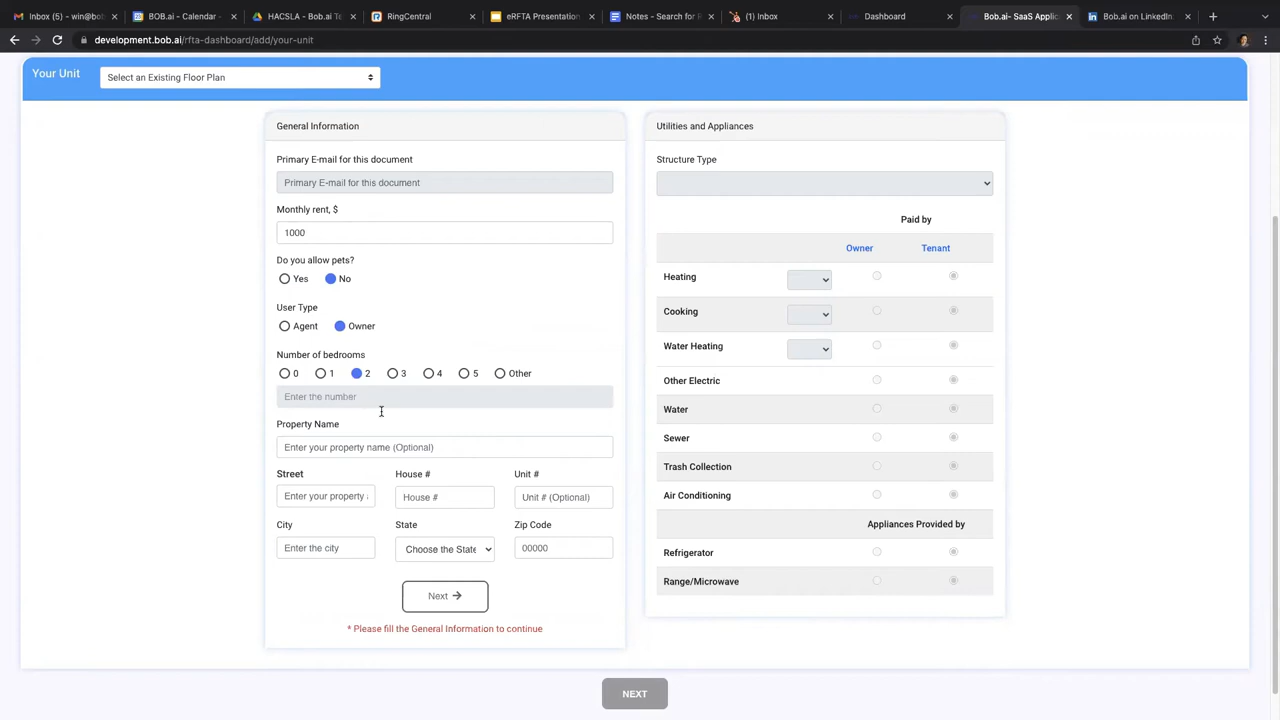 Inbox (5) - win@bob
BOB.ai - Calendar -
HACSLA - Bob.ai Te
RingCentral
eRFTA Presentation
Notes - Search for R
(1) Inbox
Dashboard
Bob.ai- SaaS Applic
Bob.ai on LinkedIn:
development.bob.ai/rfta-dashboard/add/your-unit
Your Unit
Select an Existing Floor Plan
General Information
Primary E-mail for this document
Primary E-mail for this document
Monthly rent, $
1000
Do you allow pets?
Yes No
User Type
Agent Owner
Number of bedrooms
0 1 2 3 4 5 Other
Enter the number
Property Name
Enter your property name (Optional)
Street House # Unit #
Enter your property House # Unit # (Optional)
City State Zip Code
Enter the city Choose the State 00000
Next
* Please fill the General Information to continue
Utilities and Appliances
Structure Type
Paid by
Owner Tenant
Heating
Cooking
Water Heating
Other Electric
Water
Sewer
Trash Collection
Air Conditioning
Appliances Provided by
Refrigerator
Range/Microwave
NEXT